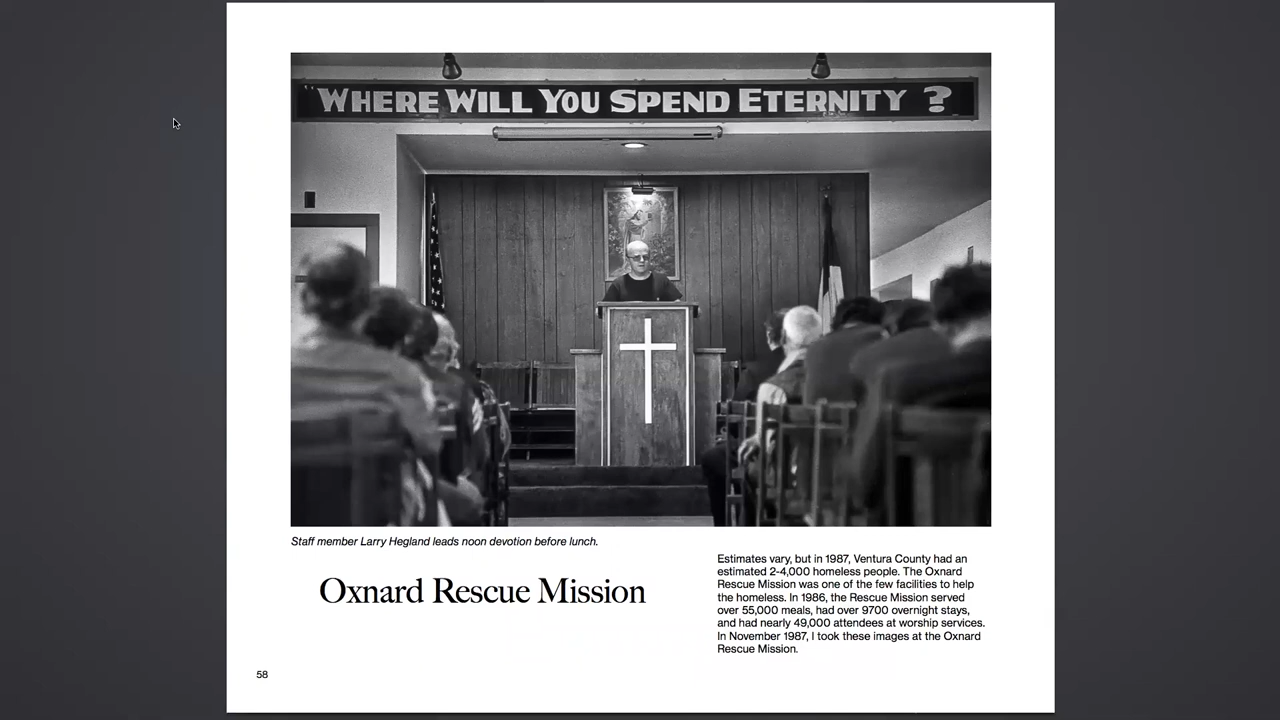 "WHERE WILL YOU SPEND ETERNITY ?
Staff member Larry Hegland leads noon devotion before lunch.
Oxnard Rescue Mission
Estimates vary, but in 1987, Ventura County had an
estimated 2-4,000 homeless people. The Oxnard
Rescue Mission was one of the few facilities to help
the homeless. In 1986, the Rescue Mission served
over 55,000 meals, had over 9700 overnight stays,
and had nearly 49,000 attendees at worship services.
In November 1987, I took these images at the Oxnard
Rescue Mission.
58